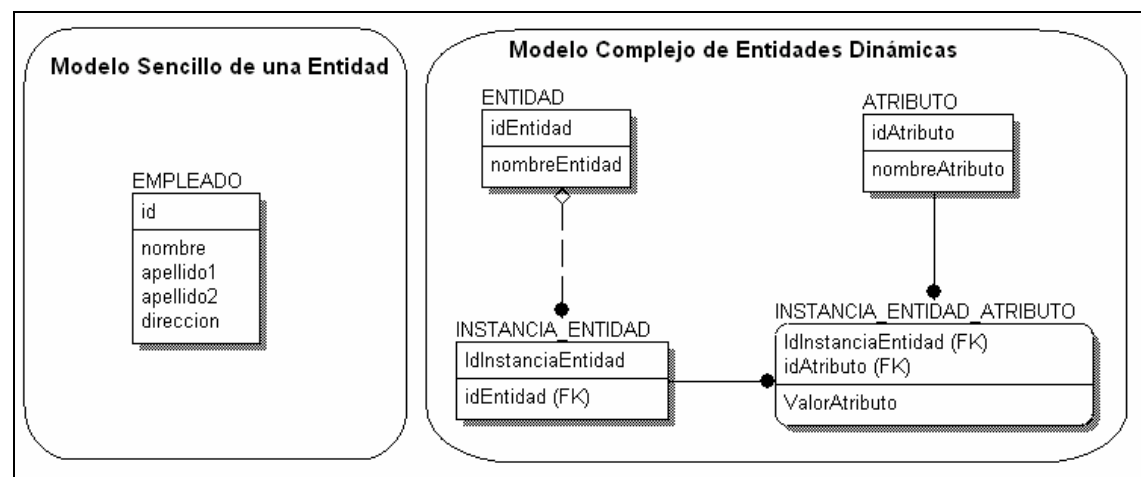 Modelo Sencillo de una Entidad
EMPLEADO
id
nombre
apellido1
apellido2
direccion
Modelo Complejo de Entidades Dinámicas
ENTIDAD
idEntidad
nombreEntidad
ATRIBUTO
idAtributo
nombreAtributo
INSTANCIA_ENTIDAD
IdInstanciaEntidad
idEntidad (FK)
INSTANCIA_ENTIDAD_ATRIBUTO
IdInstanciaEntidad (FK)
idAtributo (FK)
ValorAtributo